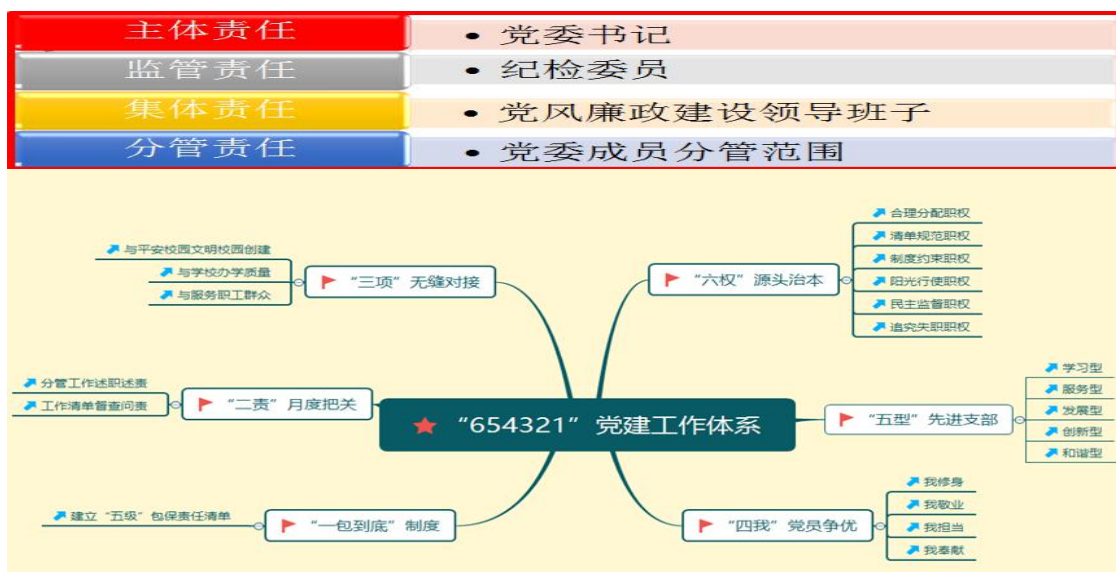 主体责任 • 党委书记
监管责任 • 纪检委员
集体责任 • 党风廉政建设领导班子
分管责任 • 党委成员分管范围
“654321”党建工作体系
“六权”源头治本
合理分配职权
清单规范职权
制度约束职权
阳光行使职权
民主监督职权
追究失职职权
“五型”先进支部
学习型
服务型
发展型
创新型
和谐型
“四我”党员争优
我修身
我敬业
我担当
我奉献
“三项”无缝对接
与平安校园文明校园创建
与学校办学质量
与服务职工群众
“二责”月度把关
分管工作述职述责
工作清单督查问责
“一包到底”制度
建立“五级”包保责任清单